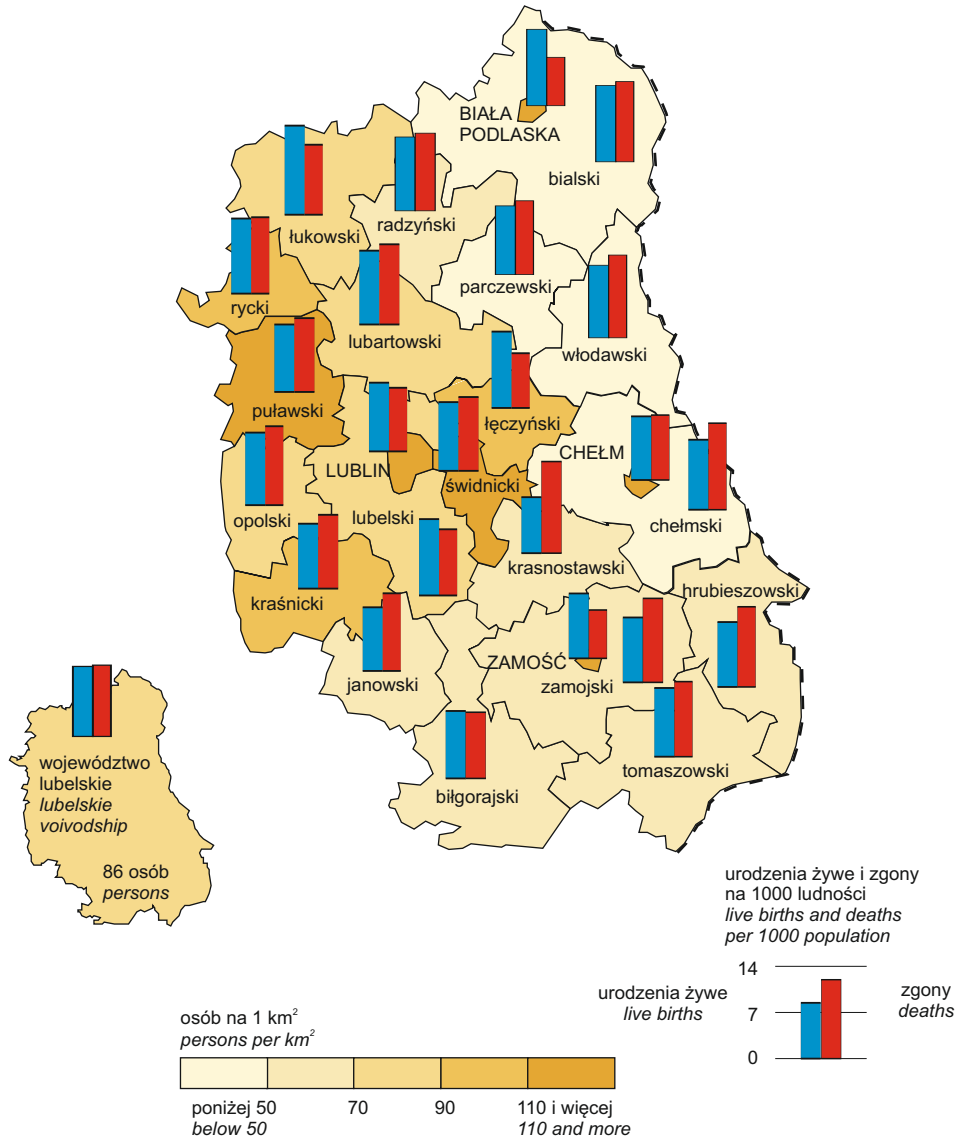 BIAŁA
PODLASKA
bialski
radzyński
łukowski
parczewski
rycki
lubartowski
włodawski
puławski
łęczyński
CHEŁM
LUBLIN
świdnicki
opolski
lubelski
chełmski
krasnostawski
hrubieszowski
kraśnicki
ZAMOŚĆ
zamojski
janowski
tomaszowski
biłgorajski
województwo
lubelskie
lubelskie
voivodship
86 osób
persons
urodzenia żywe i zgony
na 1000 ludności
live births and deaths
per 1000 population
14
7
0
urodzenia żywe
live births
zgony
deaths
osób na 1 km²
persons per km²
poniżej 50 70 90 110 i więcej
below 50 110 and more